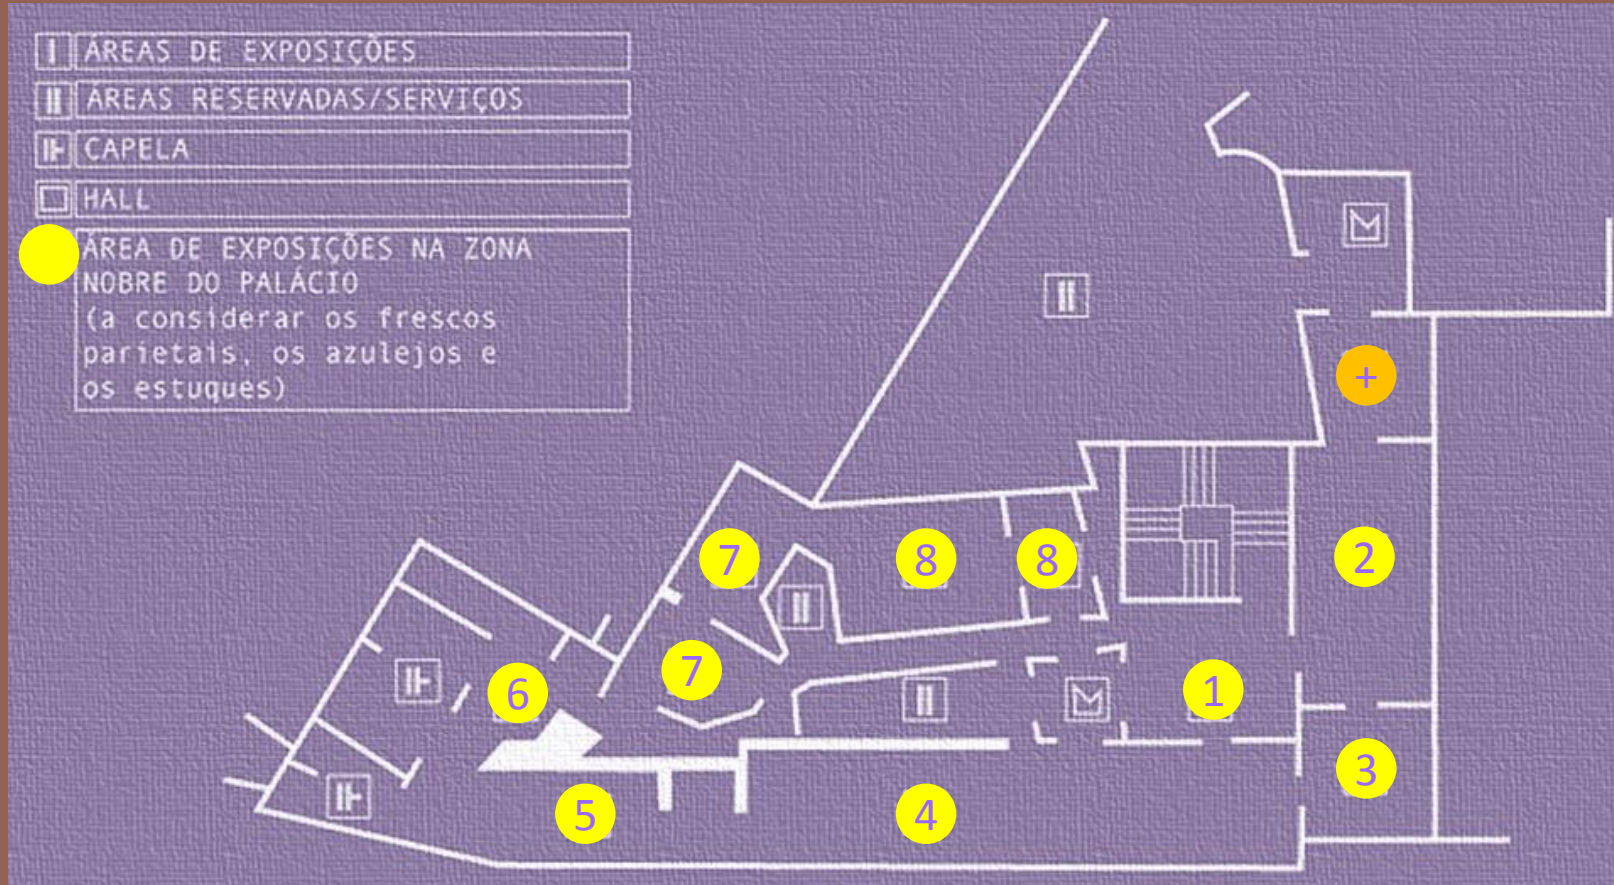 ÁREAS DE EXPOSIÇÕES
ÁREAS RESERVADAS/SERVIÇOS
CAPELA
HALL
ÁREA DE EXPOSIÇÕES NA ZONA
NOBRE DO PALÁCIO
(a considerar os frescos
parietais, os azulejos e
os estuques)
+
7
8
8
2
7
6
1
3
5
4